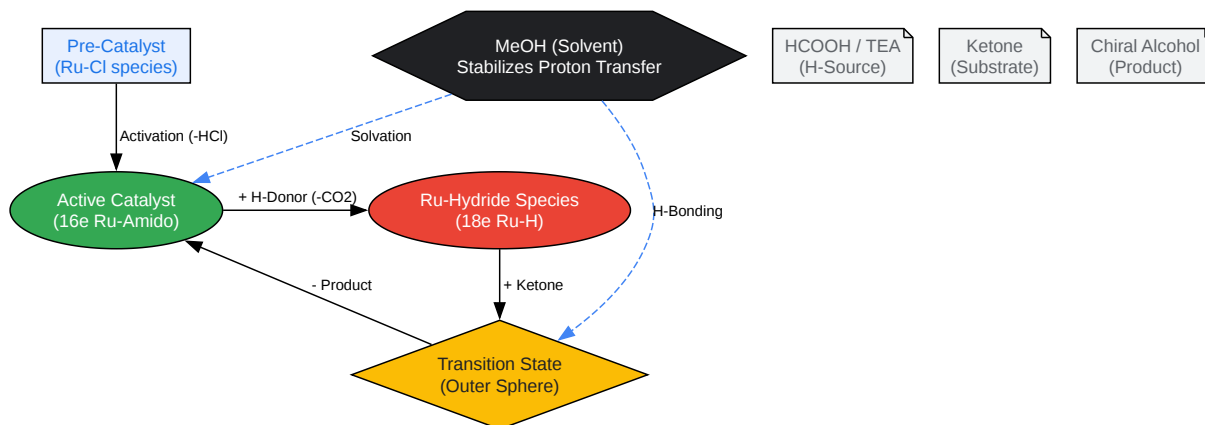 Pre-Catalyst
(Ru-Cl species)
MeOH (Solvent)
Stabilizes Proton Transfer
HCOOH / TEA
(H-Source)
Ketone
(Substrate)
Chiral Alcohol
(Product)
Activation (-HCl)
Solvation
Active Catalyst
(16e Ru-Amido)
+ H-Donor (-CO2)
Ru-Hydride Species
(18e Ru-H)
H-Bonding
- Product
+ Ketone
Transition State
(Outer Sphere)